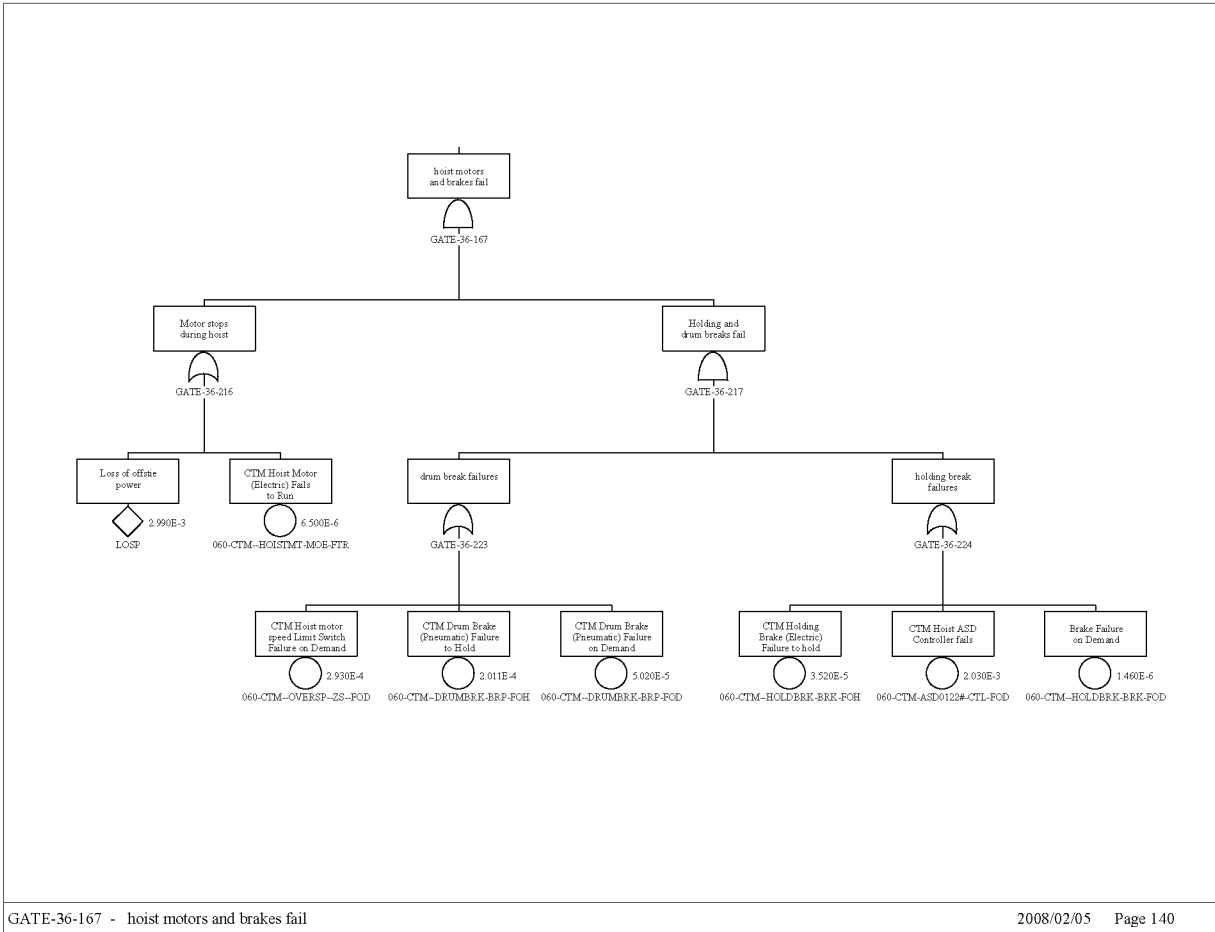 hoist motors
and brakes fail
GATE-36-167
Motor stops
during hoist
GATE-36-216
Holding and
drum breaks fail
GATE-36-217
Loss of offstie
power
2.990E-3
LOSP
CTM Hoist Motor
(Electric) Fails
to Run
6.500E-6
060-CTM--HOISTMT-MOE-FTR
drum break failures
GATE-36-223
holding break
failures
GATE-36-224
CTM Hoist motor
speed Limit Switch
Failure on Demand
2.930E-4
060-CTM--OVERSP--ZS--FOD
CTM Drum Brake
(Pneumatic) Failure
to Hold
2.011E-4
060-CTM--DRUMBRK-BRP-FOH
CTM Drum Brake
(Pneumatic) Failure
on Demand
5.020E-5
060-CTM--DRUMBRK-BRP-FOD
CTM Holding
Brake (Electric)
Failure to hold
3.520E-5
060-CTM--HOLDBRK-BRK-FOH
CTM Hoist ASD
Controller fails
2.030E-3
060-CTM-ASD0122#-CTL-FOD
Brake Failure
on Demand
1.460E-6
060-CTM--HOLDBRK-BRK-FOD
GATE-36-167 - hoist motors and brakes fail
2008/02/05 Page 140